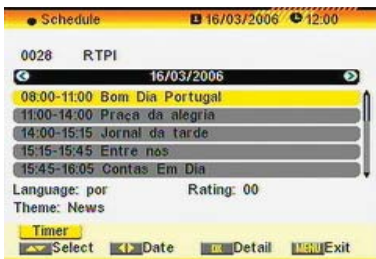 Schedule 16/03/2006 12:00
0028 RTPI
16/03/2006
08:00-11:00 Bom Dia Portugal
11:00-14:00 Praça da alegria
14:00-15:15 Jornal da tarde
15:15-15:45 Entre nos
15:45-16:05 Contas Em Dia
Language: por Rating: 00
Theme: News
Timer
Select Date OK Detail MENU Exit